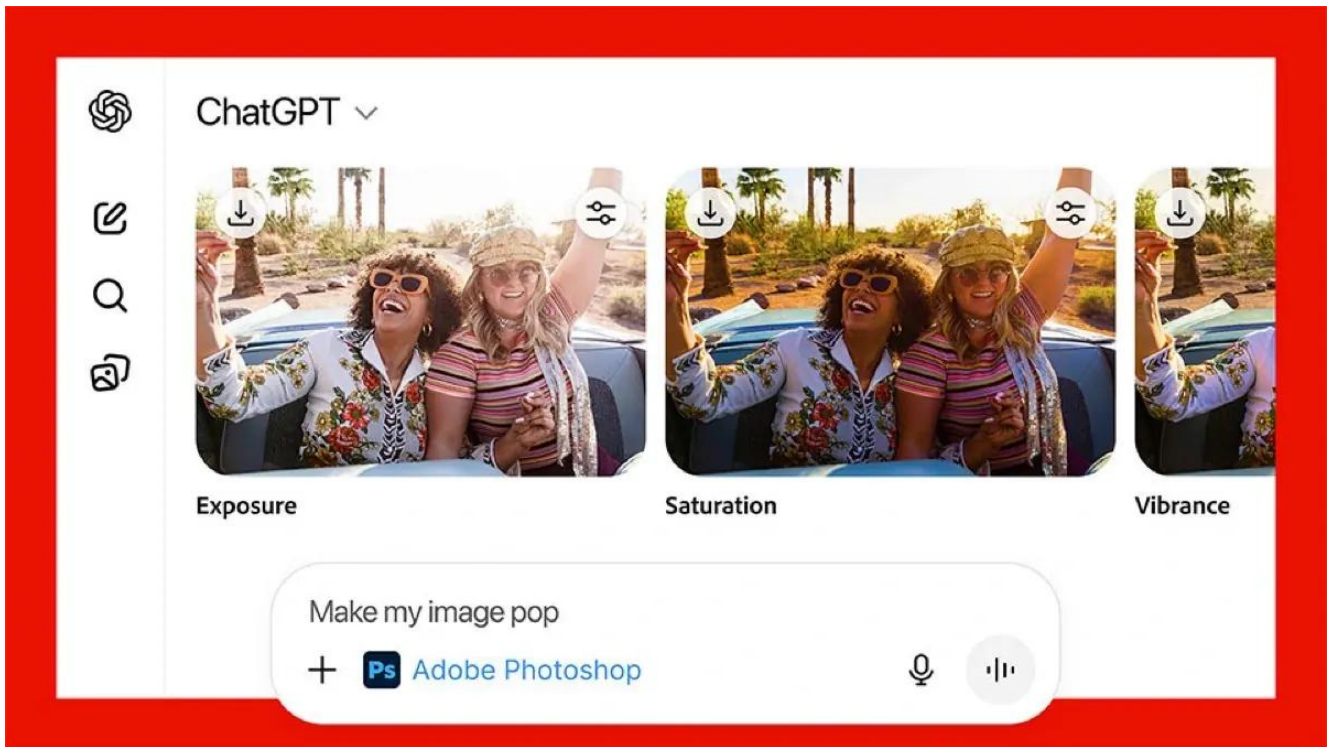 ChatGPT
Exposure
Saturation
Vibrance
Make my image pop
Ps Adobe Photoshop